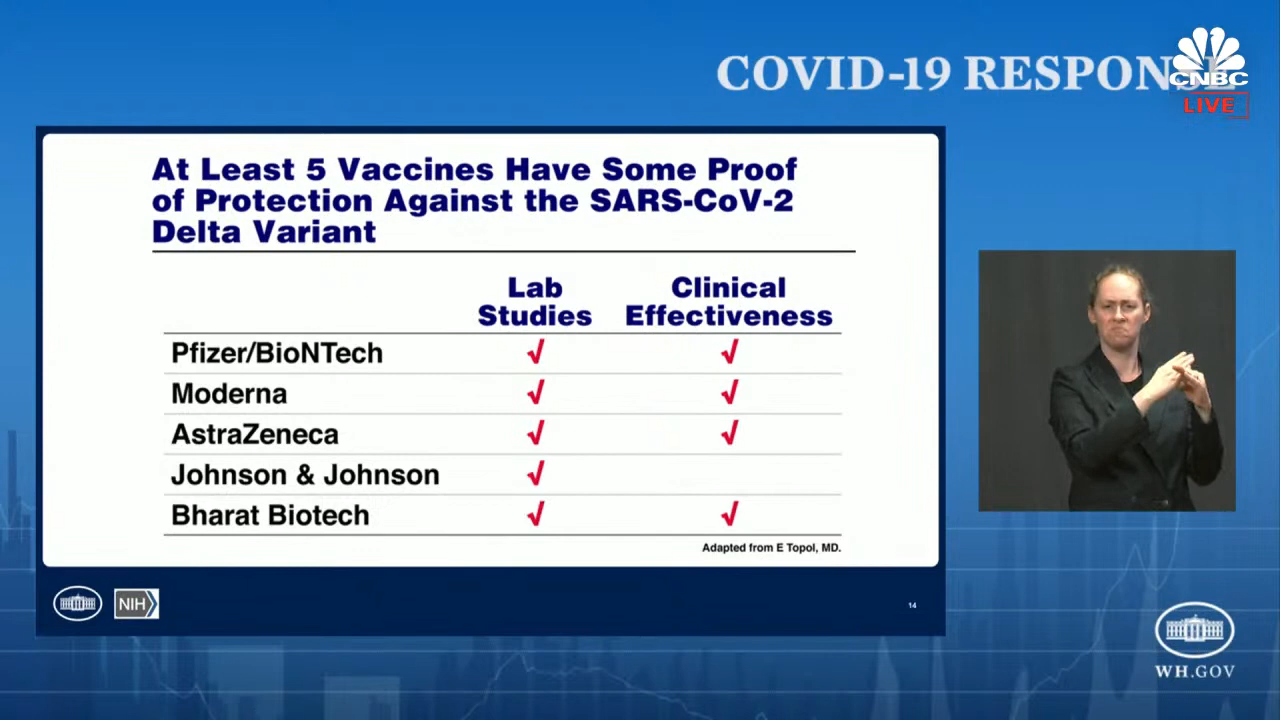 COVID-19 RESPONSE
CNBC
LIVE
At Least 5 Vaccines Have Some Proof
of Protection Against the SARS-CoV-2
Delta Variant
Lab Studies
Clinical Effectiveness
Pfizer/BioNTech √ √
Moderna √ √
AstraZeneca √ √
Johnson & Johnson √
Bharat Biotech √ √
Adapted from E Topol, MD.
NIH
14
WH.GOV